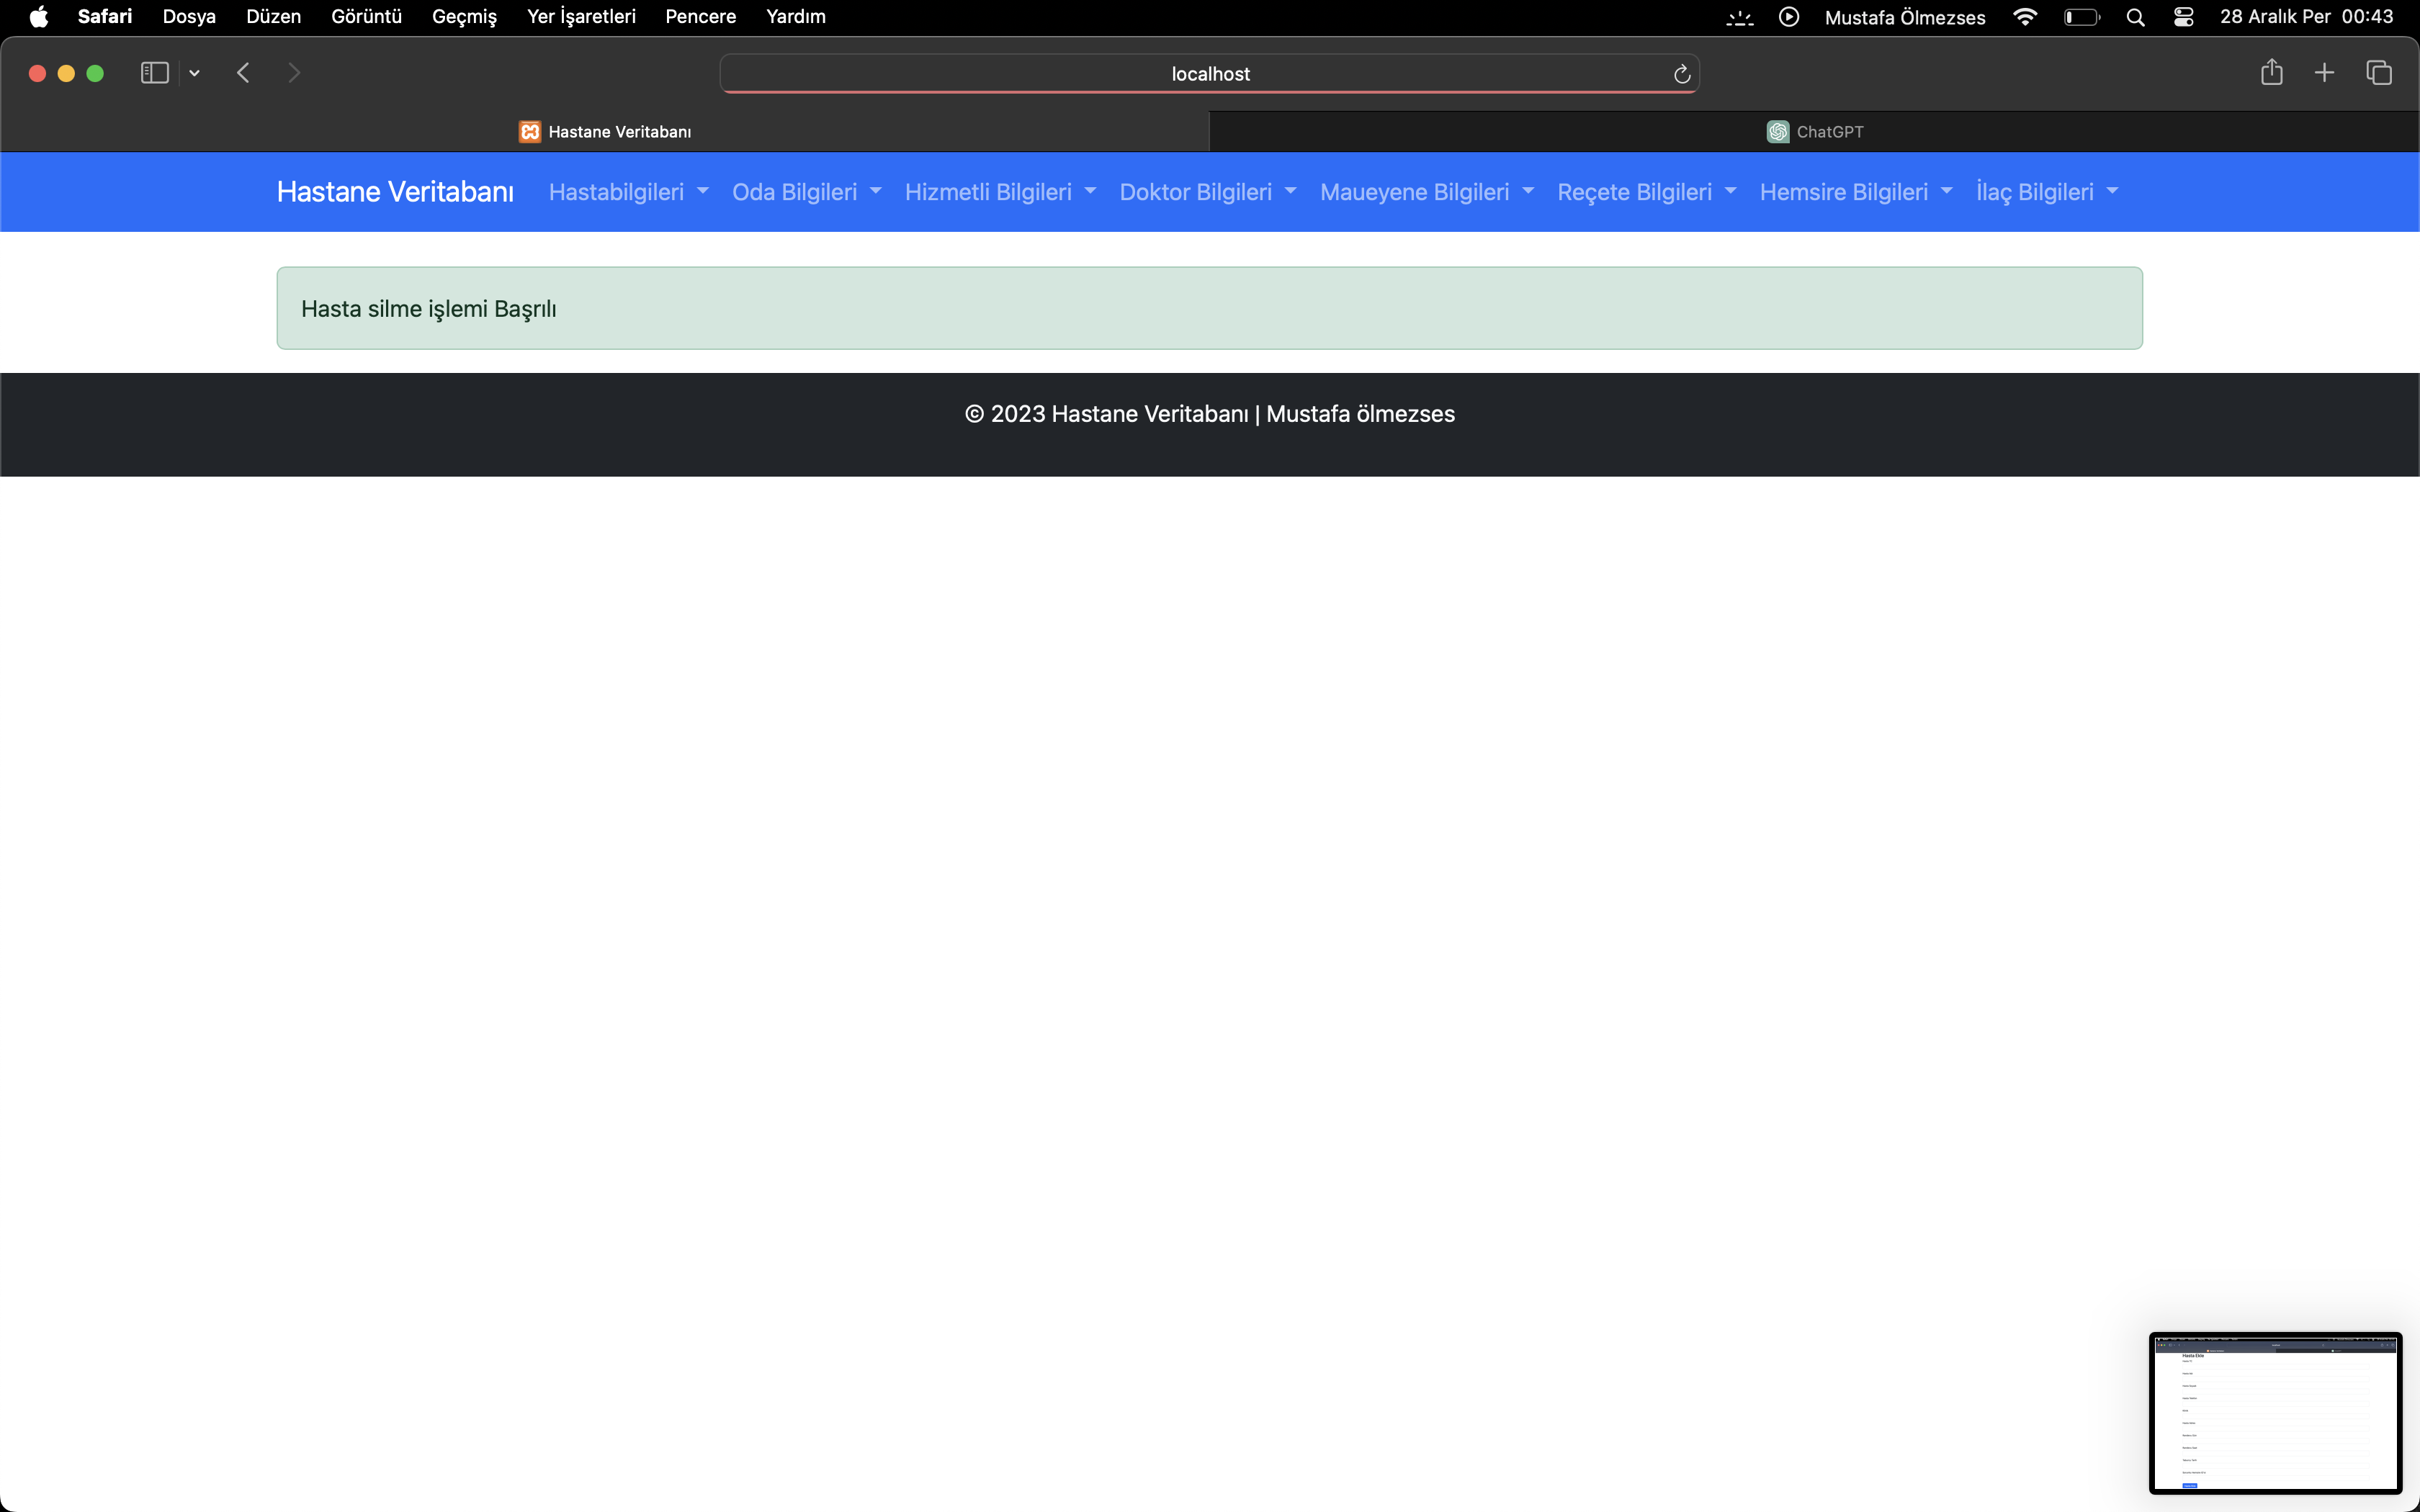 Safari Dosya Düzen Görüntü Geçmiş Yer İşaretleri Pencere Yardım Mustafa Ölmezses 28 Aralık Per 00:43
localhost
Hastane Veritabanı ChatGPT
Hastane Veritabanı Hastabilgileri Oda Bilgileri Hizmetli Bilgileri Doktor Bilgileri Maueyene Bilgileri Reçete Bilgileri Hemsire Bilgileri İlaç Bilgileri
Hasta silme işlemi Başrılı
© 2023 Hastane Veritabanı | Mustafa ölmezses
Hasta Ekle